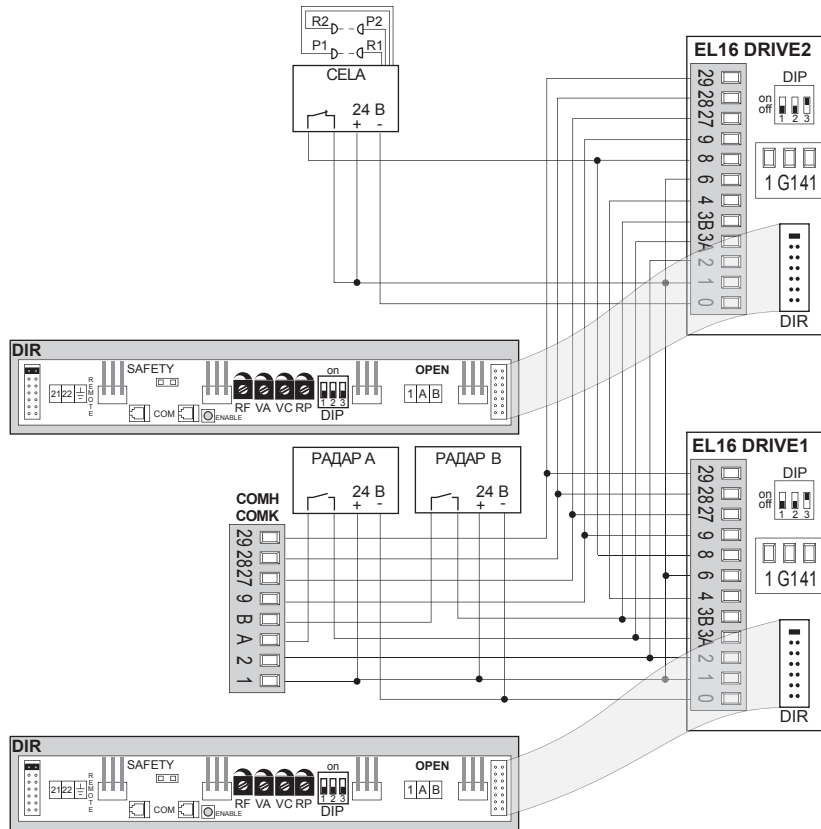 R2 P2
P1 R1
CELA
24 В
+ -
EL16 DRIVE2
29
28
27
9
8
6
4
3B
3A
2
1
0
DIP
on
off
1 2 3
1 G1 41
DIR
DIR
SAFETY
21 22
REMOTE
COM
ENABLE
RF VA VC RP
on
1 2 3
DIP
OPEN
1 A B
РАДАР A
24 В
+ -
РАДАР B
24 В
+ -
COMH
COMK
29
28
27
9
B
A
2
1
EL16 DRIVE1
29
28
27
9
8
6
4
3B
3A
2
1
0
DIP
on
off
1 2 3
1 G1 41
DIR
DIR
SAFETY
21 22
REMOTE
COM
ENABLE
RF VA VC RP
on
1 2 3
DIP
OPEN
1 A B